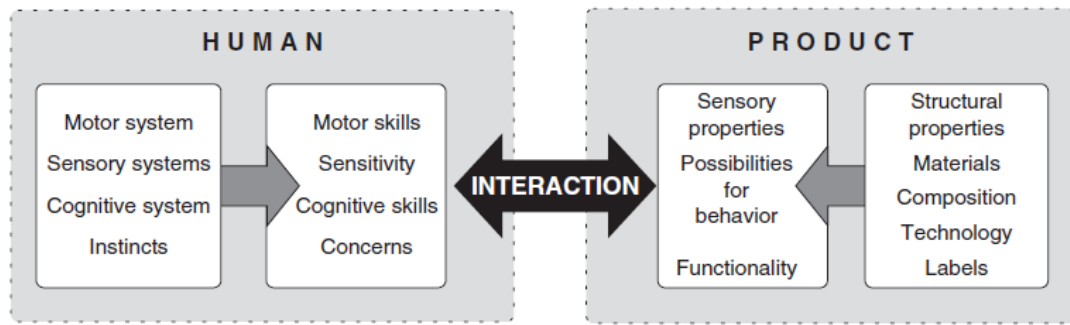 HUMAN
Motor system
Sensory systems
Cognitive system
Instincts
Motor skills
Sensitivity
Cognitive skills
Concerns
INTERACTION
PRODUCT
Sensory
properties
Possibilities
for
behavior
Functionality
Structural
properties
Materials
Composition
Technology
Labels